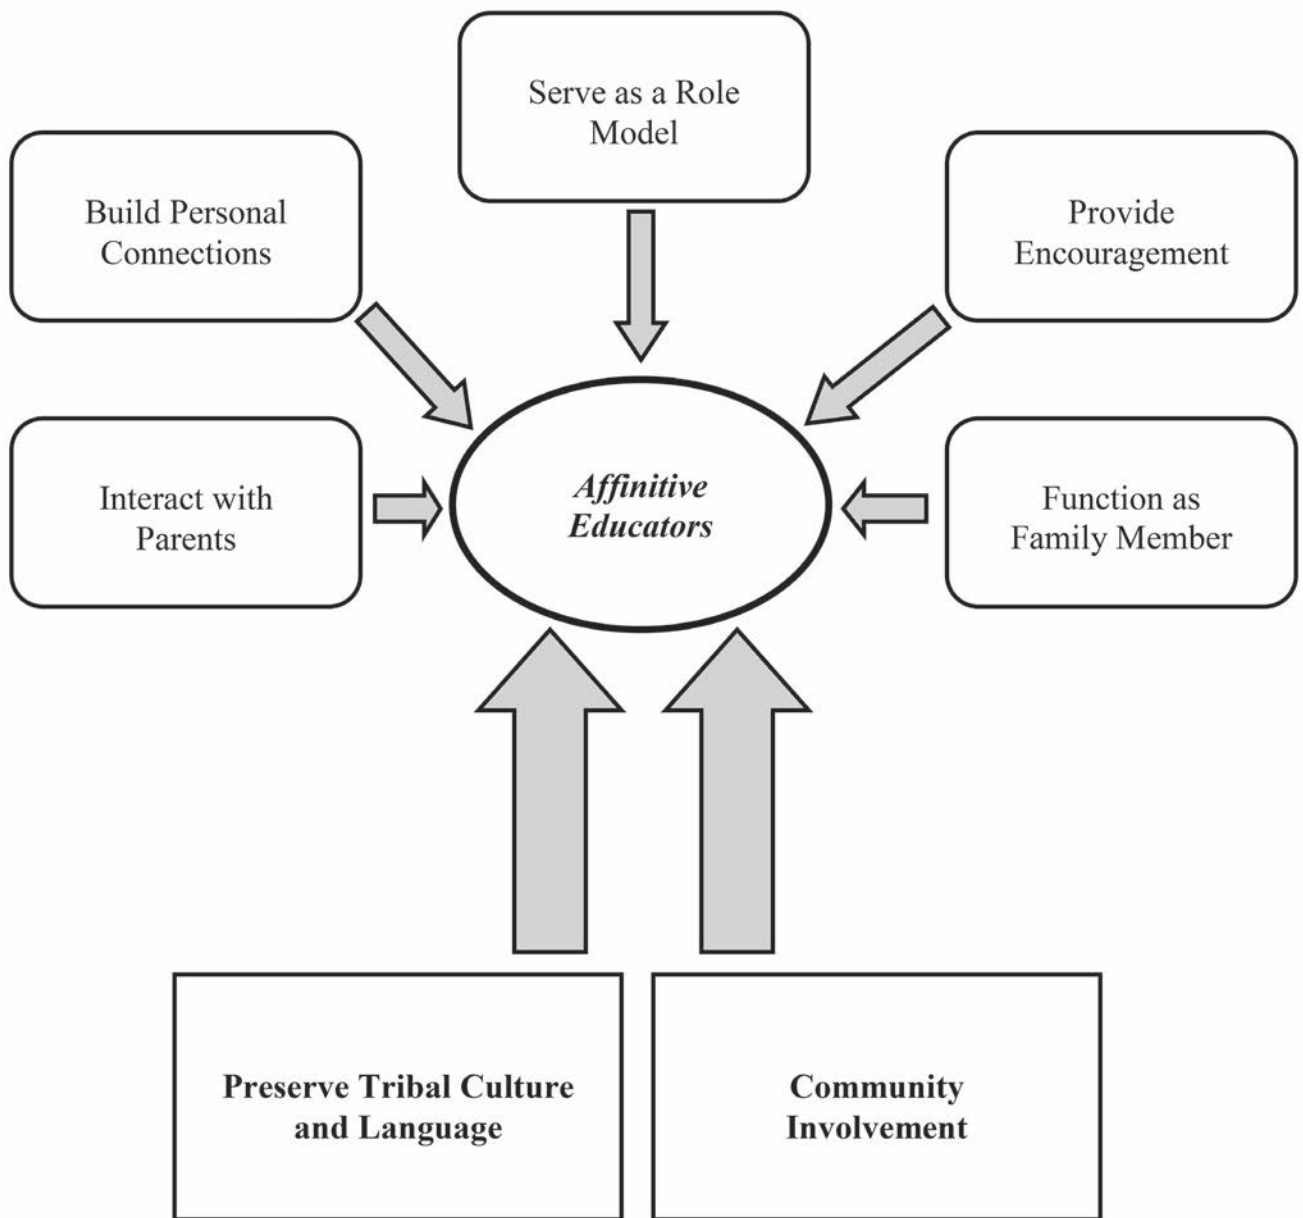 Serve as a Role
Model
Build Personal
Connections
Provide
Encouragement
Interact with
Parents
Affinitive
Educators
Function as
Family Member
Preserve Tribal Culture
and Language
Community
Involvement